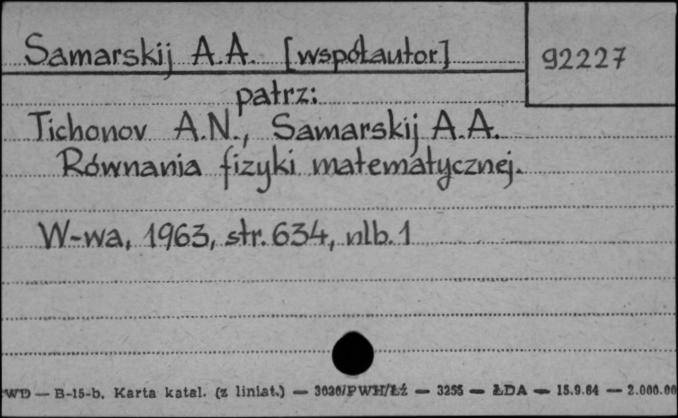 Samarskij A.A. [współautor]
92227
patrz:
Tichonov A.N., Samarskij A.A.
Równania fizyki matematycznej.
W-wa, 1963, str. 634, nlb. 1
WD — B-15-b. Karta katal. (z liniat.) — 3020/PWH/Łź — 3255 — ŁDA — 15.9.64 — 2.000.00